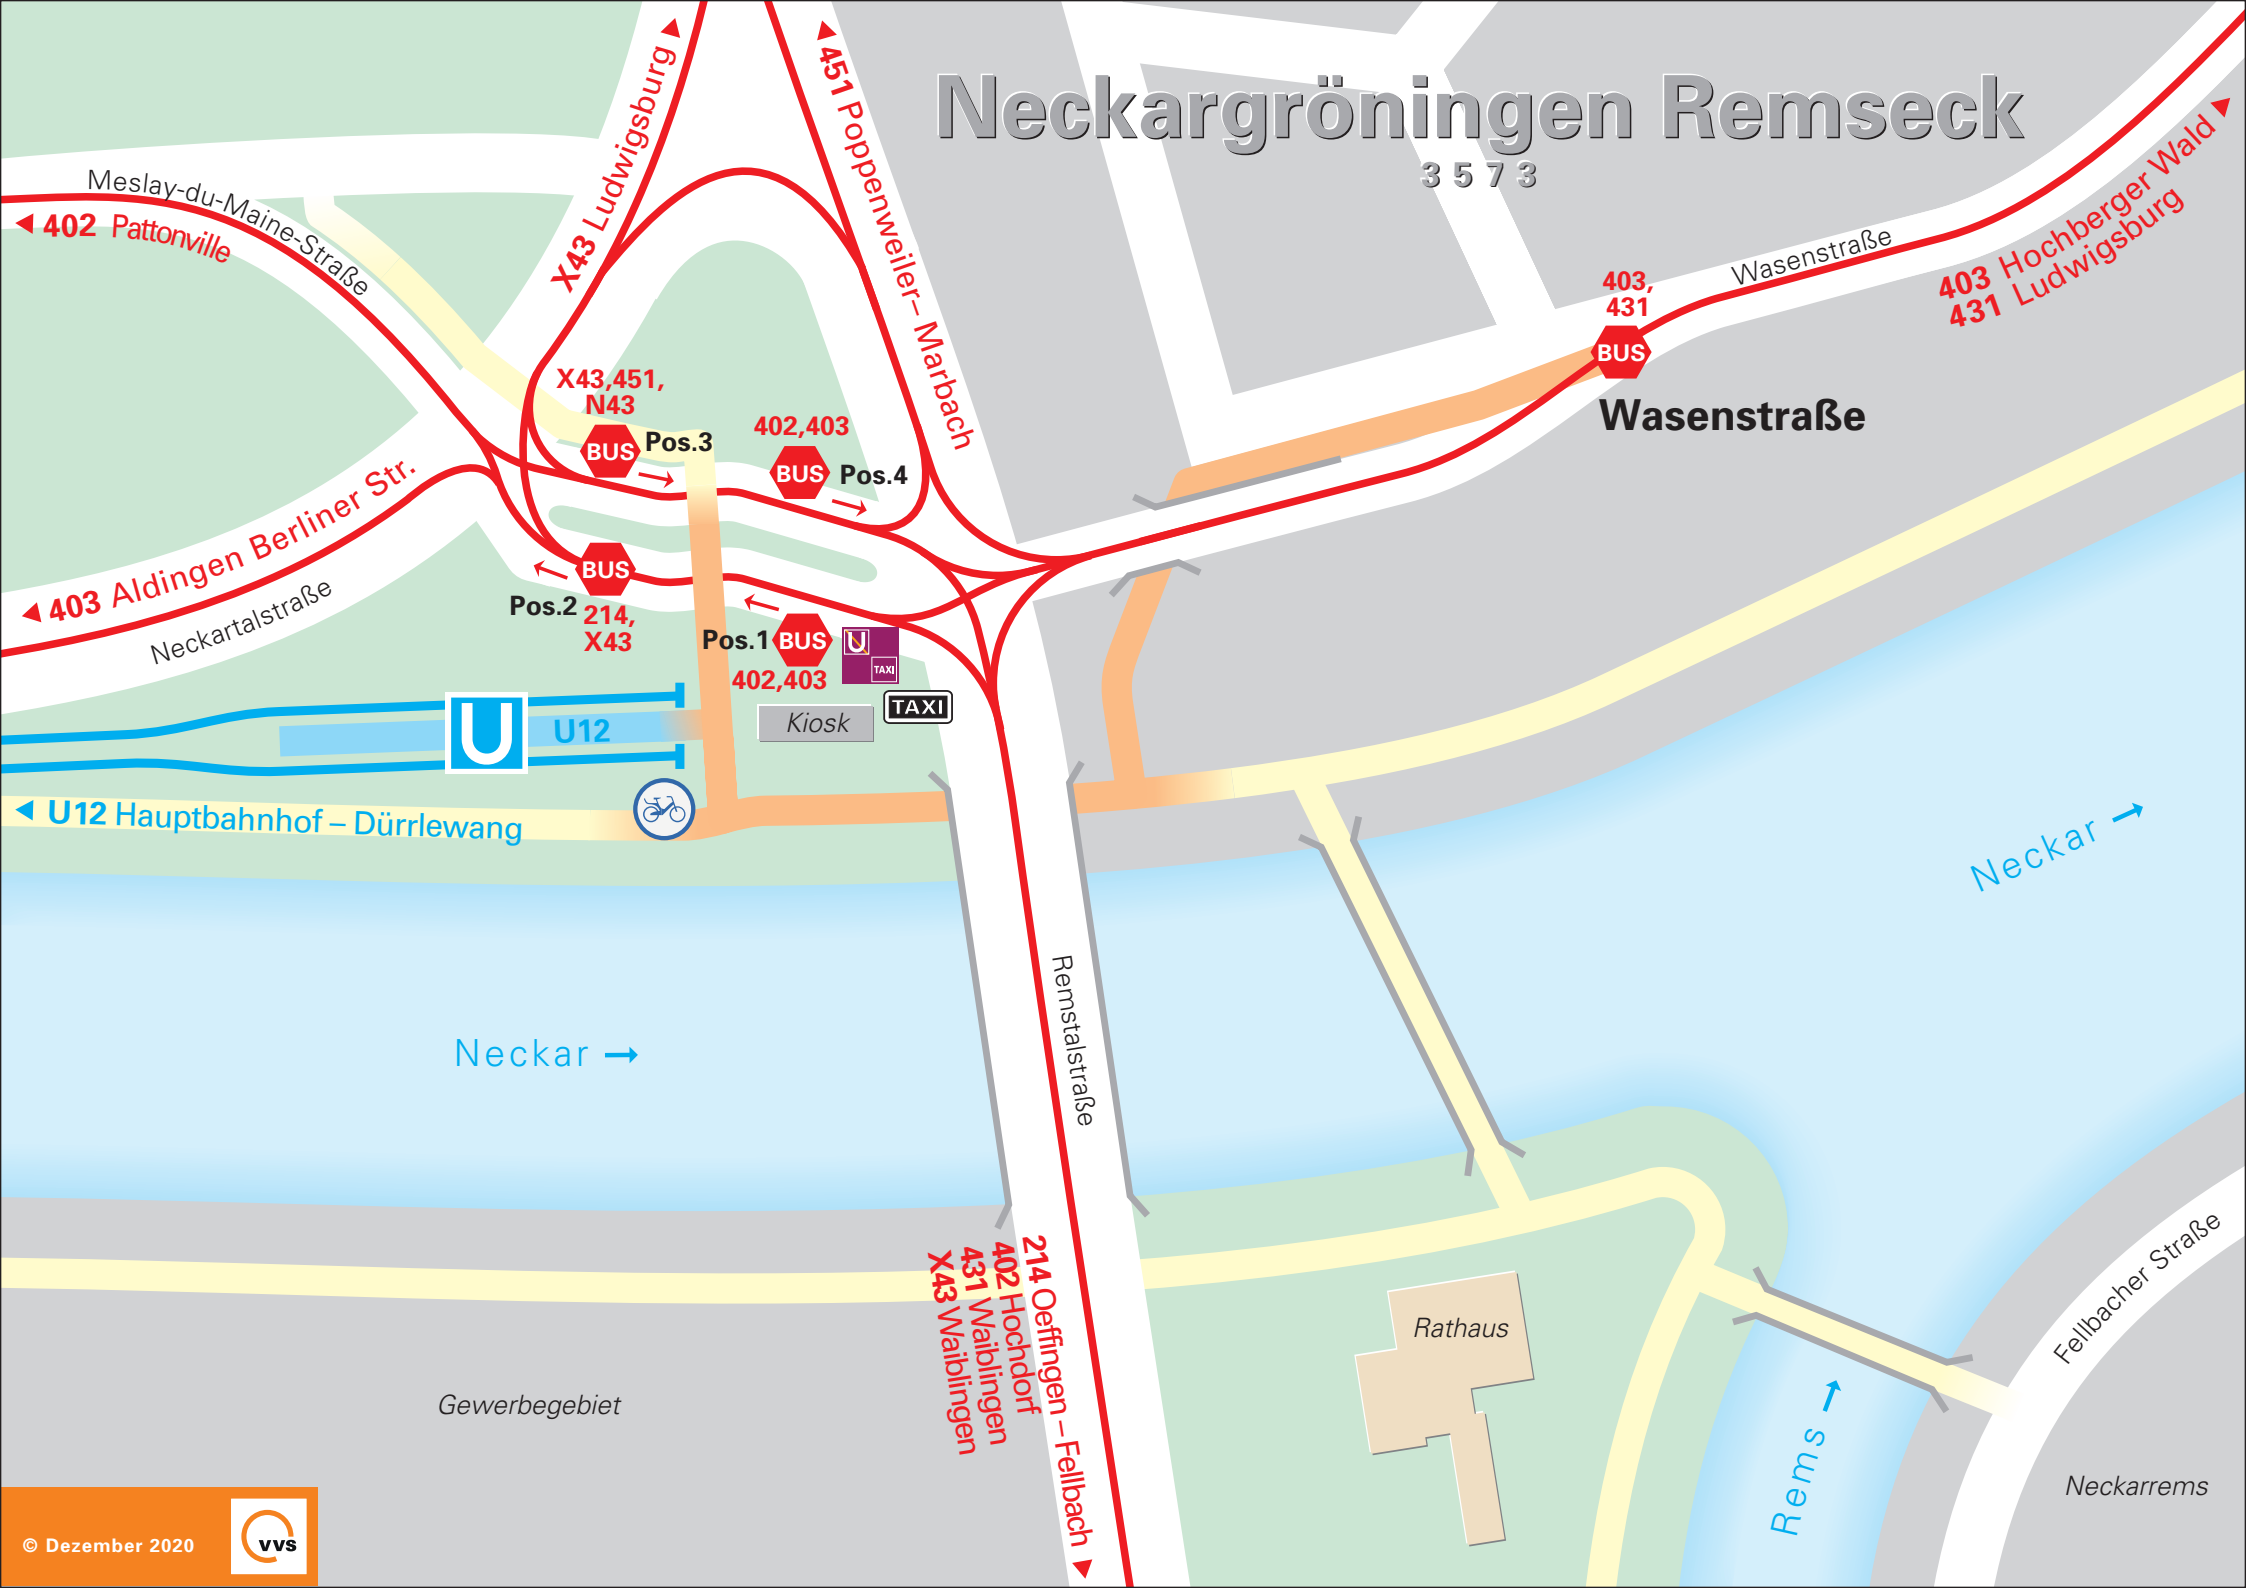 Neckargröningen Remseck
3573
X43 Ludwigsburg
451 Poppenweiler– Marbach
Meslay-du-Maine-Straße
402 Pattonville
403 Hochberger Wald
431 Ludwigsburg
Wasenstraße
403,
431
BUS
Wasenstraße
X43,451,
N43
BUS
Pos.3
402,403
BUS
Pos.4
403 Aldingen Berliner Str.
Neckartalstraße
BUS
Pos.2
214,
X43
Pos.1
BUS
402,403
U
TAXI
TAXI
Kiosk
U
U12
U12 Hauptbahnhof – Dürrlewang
Neckar
Neckar
Remstalstraße
214 Oeffingen – Fellbach
402 Hochdorf
431 Waiblingen
X43 Waiblingen
Rathaus
Fellbacher Straße
Gewerbegebiet
Rems
Neckarrems
© Dezember 2020
vvs